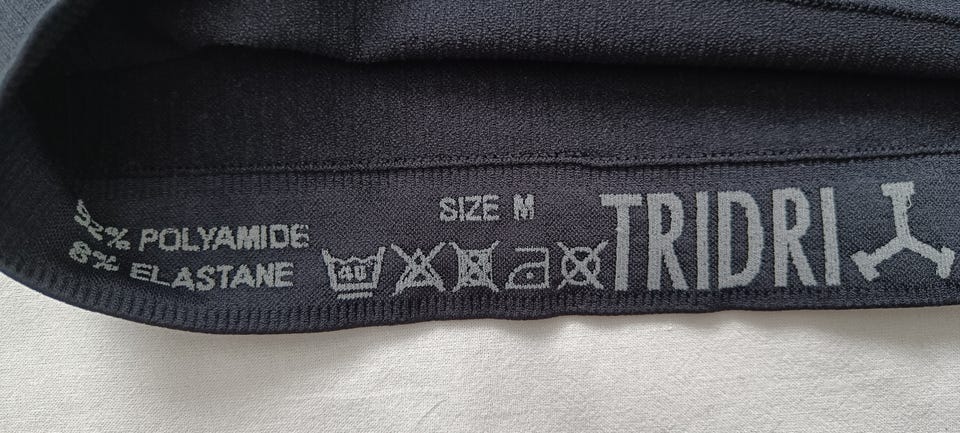 92% POLYAMIDE
8% ELASTANE
SIZE M
40°
TRIDRI